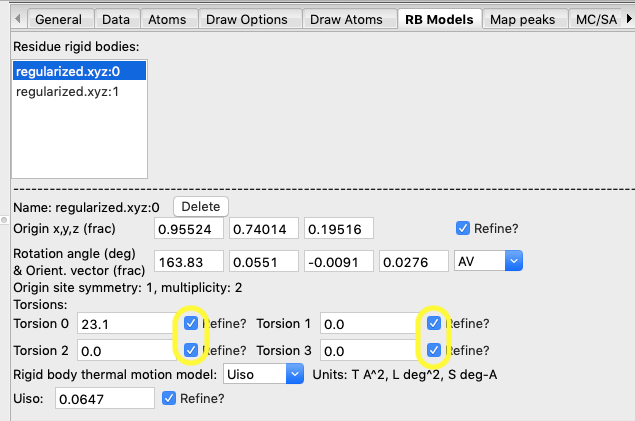 General Data Atoms Draw Options Draw Atoms RB Models Map peaks MC/SA
Residue rigid bodies:
regularized.xyz:0
regularized.xyz:1
Name: regularized.xyz:0 Delete
Origin x,y,z (frac) 0.95524 0.74014 0.19516 Refine?
Rotation angle (deg)
& Orient. vector (frac) 163.83 0.0551 -0.0091 0.0276 AV
Origin site symmetry: 1, multiplicity: 2
Torsions:
Torsion 0 23.1 Refine? Torsion 1 0.0 Refine?
Torsion 2 0.0 Refine? Torsion 3 0.0 Refine?
Rigid body thermal motion model: Uiso Units: T A^2, L deg^2, S deg-A
Uiso: 0.0647 Refine?